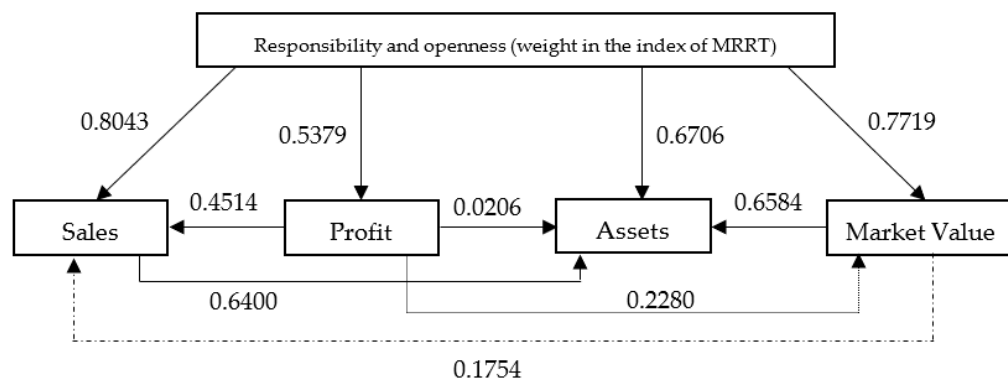 Responsibility and openness (weight in the index of MRRT)
0.8043
0.5379
0.6706
0.7719
Sales
0.4514
Profit
0.0206
Assets
0.6584
Market Value
0.6400
0.2280
0.1754